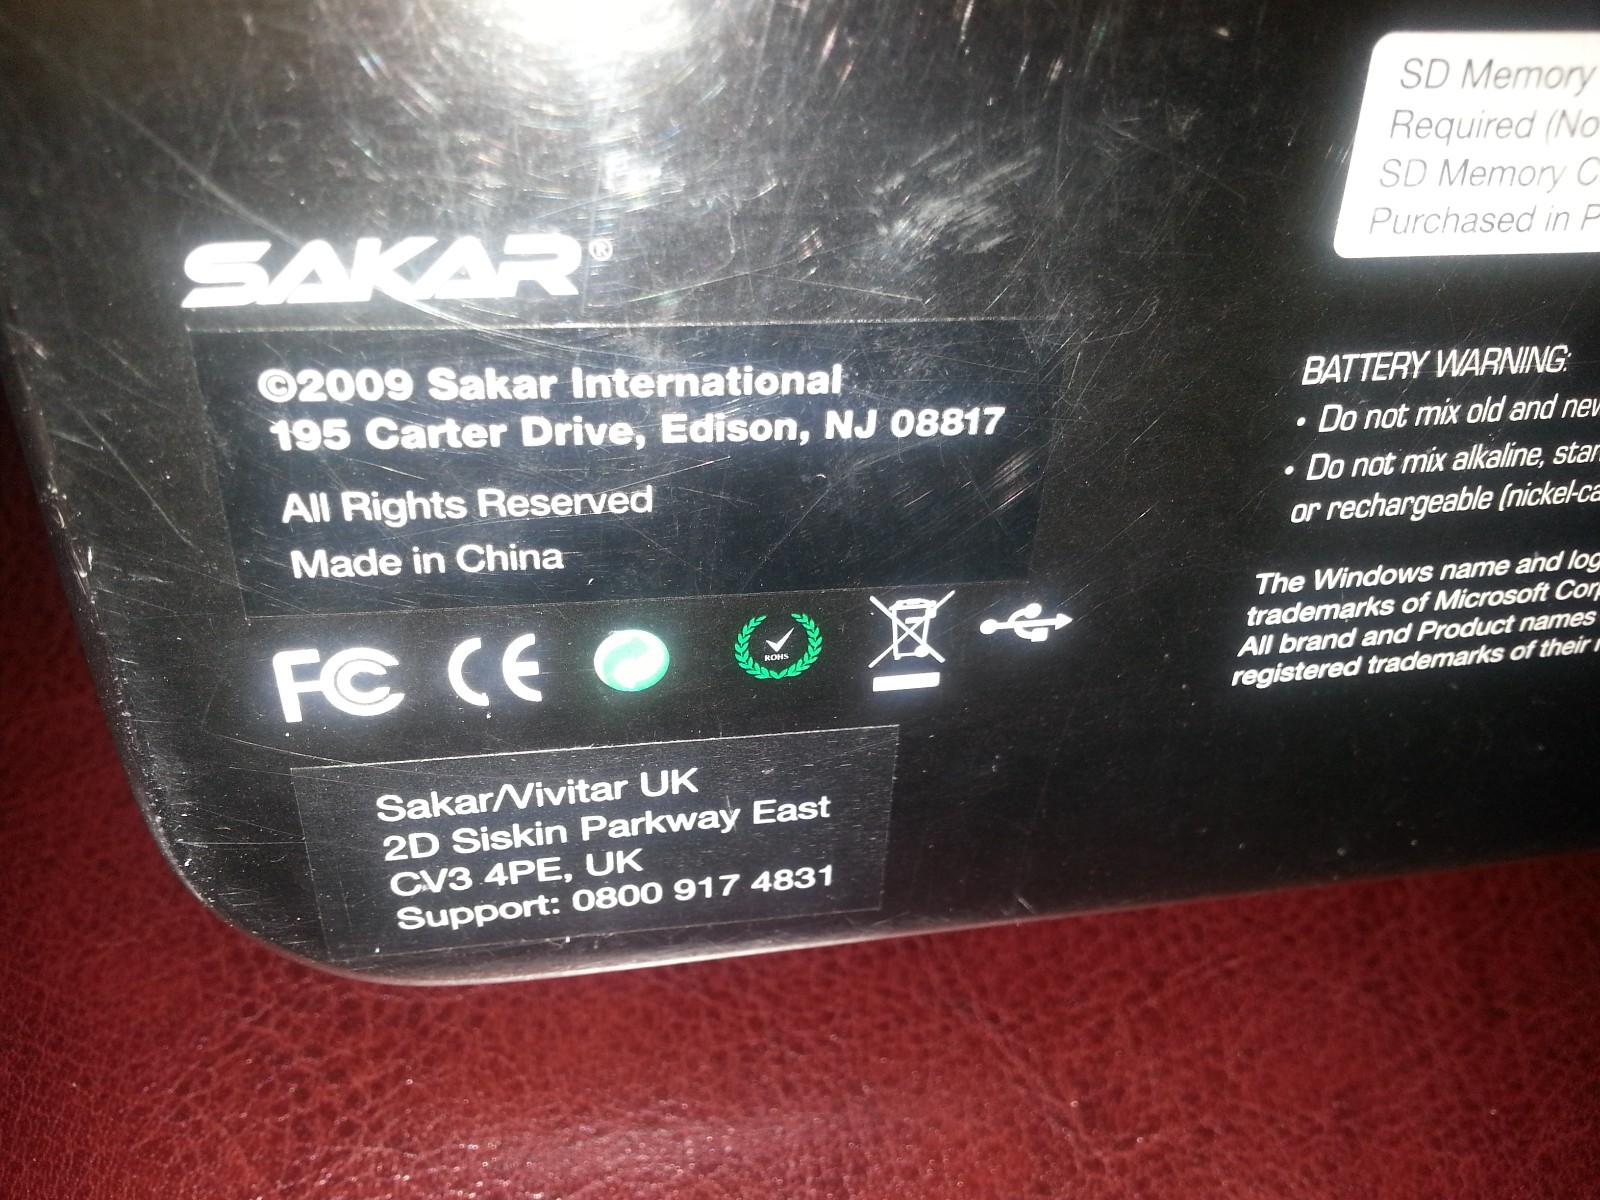 SAKAR®
©2009 Sakar International
195 Carter Drive, Edison, NJ 08817
All Rights Reserved
Made in China
FC CE ROHS
Sakar/Vivitar UK
2D Siskin Parkway East
CV3 4PE, UK
Support: 0800 917 4831
SD Memory
Required (No
SD Memory C
Purchased in P
BATTERY WARNING:
• Do not mix old and new
• Do not mix alkaline, stan
or rechargeable (nickel-ca
The Windows name and log
trademarks of Microsoft Corp
All brand and Product names
registered trademarks of their r